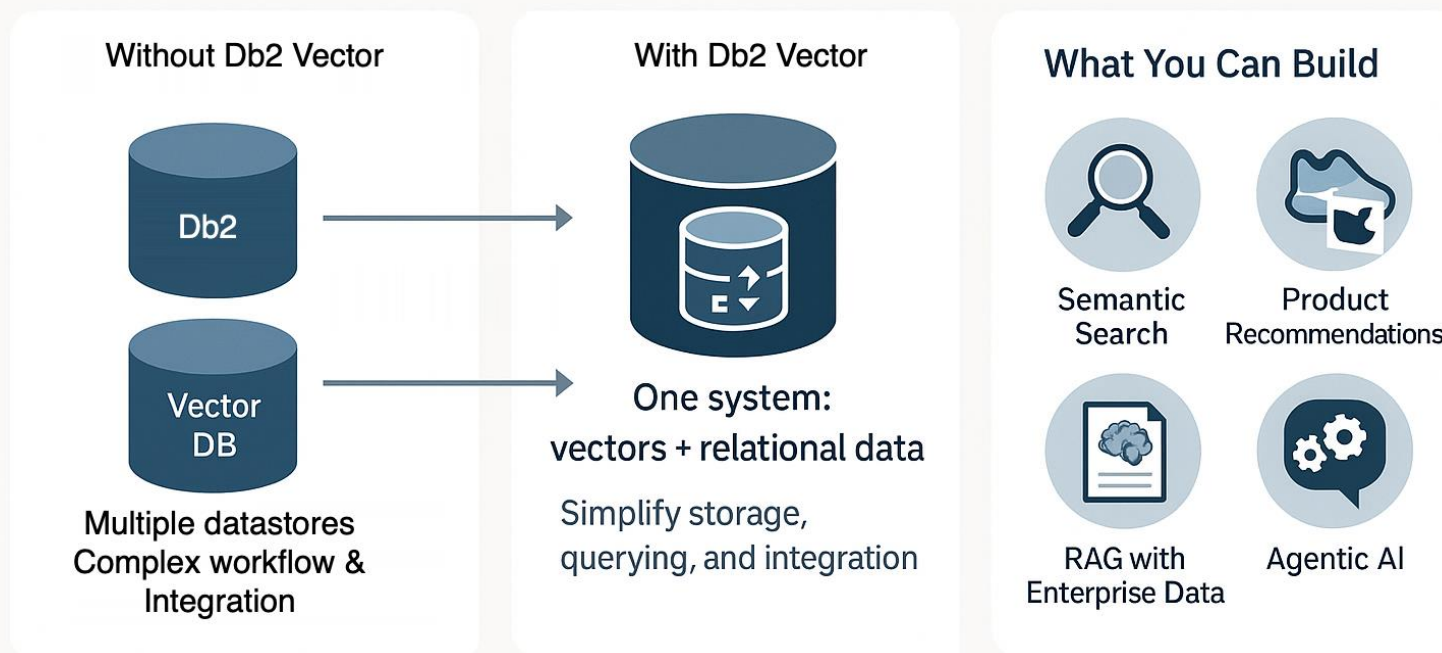 Without Db2 Vector
Db2
Vector
DB
Multiple datastores
Complex workflow &
Integration
With Db2 Vector
One system:
vectors + relational data
Simplify storage,
querying, and integration
What You Can Build
Semantic
Search
Product
Recommendations
RAG with
Enterprise Data
Agentic AI